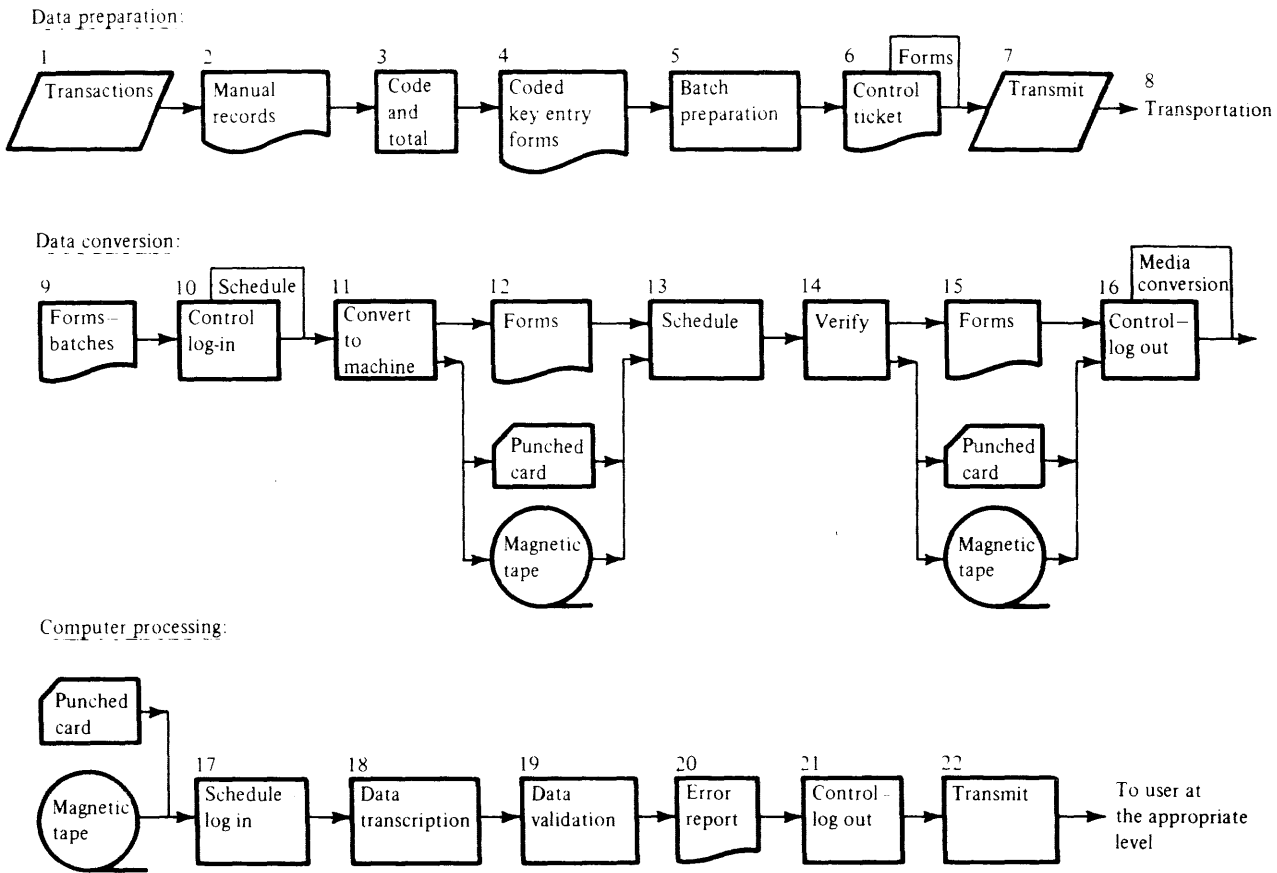 Data preparation:
1
Transactions
2
Manual
records
3
Code
and
total
4
Coded
key entry
forms
5
Batch
preparation
6
Forms
Control
ticket
7
Transmit
8
Transportation
Data conversion:
9
Forms–
batches
10
Schedule
Control
log-in
11
Convert
to
machine
12
Forms
Punched
card
Magnetic
tape
13
Schedule
14
Verify
15
Forms
Punched
card
Magnetic
tape
16
Media
conversion
Control–
log out
Computer processing:
Punched
card
Magnetic
tape
17
Schedule
log in
18
Data
transcription
19
Data
validation
20
Error
report
21
Control–
log out
22
Transmit
To user at
the appropriate
level